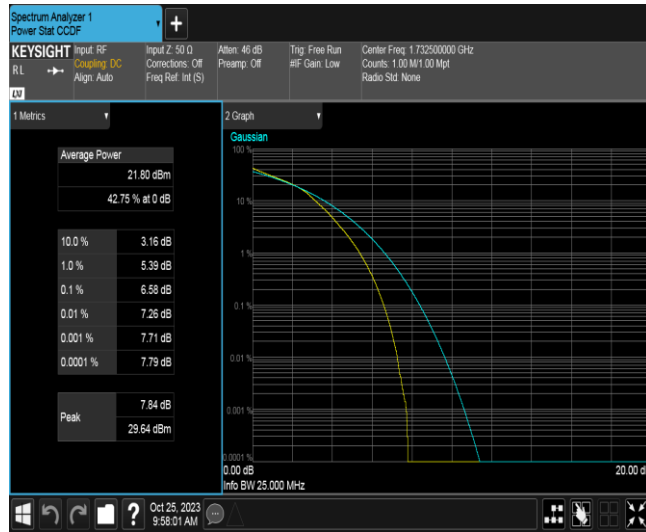 Spectrum Analyzer 1
Power Stat CCDF
+
KEYSIGHT
Input: RF
Input Z: 50 Ω
Atten: 46 dB
Trig: Free Run
Center Freq: 1.732500000 GHz
RL
Coupling: DC
Corrections: Off
Preamp: Off
#IF Gain: Low
Counts: 1.00 M/1.00 Mpt
Align: Auto
Freq Ref: Int (S)
Radio Std: None
LXI
1 Metrics
2 Graph
Average Power
21.80 dBm
42.75 % at 0 dB
10.0 % 3.16 dB
1.0 % 5.39 dB
0.1 % 6.58 dB
0.01 % 7.26 dB
0.001 % 7.71 dB
0.0001 % 7.79 dB
Peak
7.84 dB
29.64 dBm
Gaussian
100 %
10 %
1 %
0.1 %
0.01 %
0.001 %
0.0001 %
0.00 dB
20.00 d
Info BW 25.000 MHz
?
Oct 25, 2023
9:58:01 AM